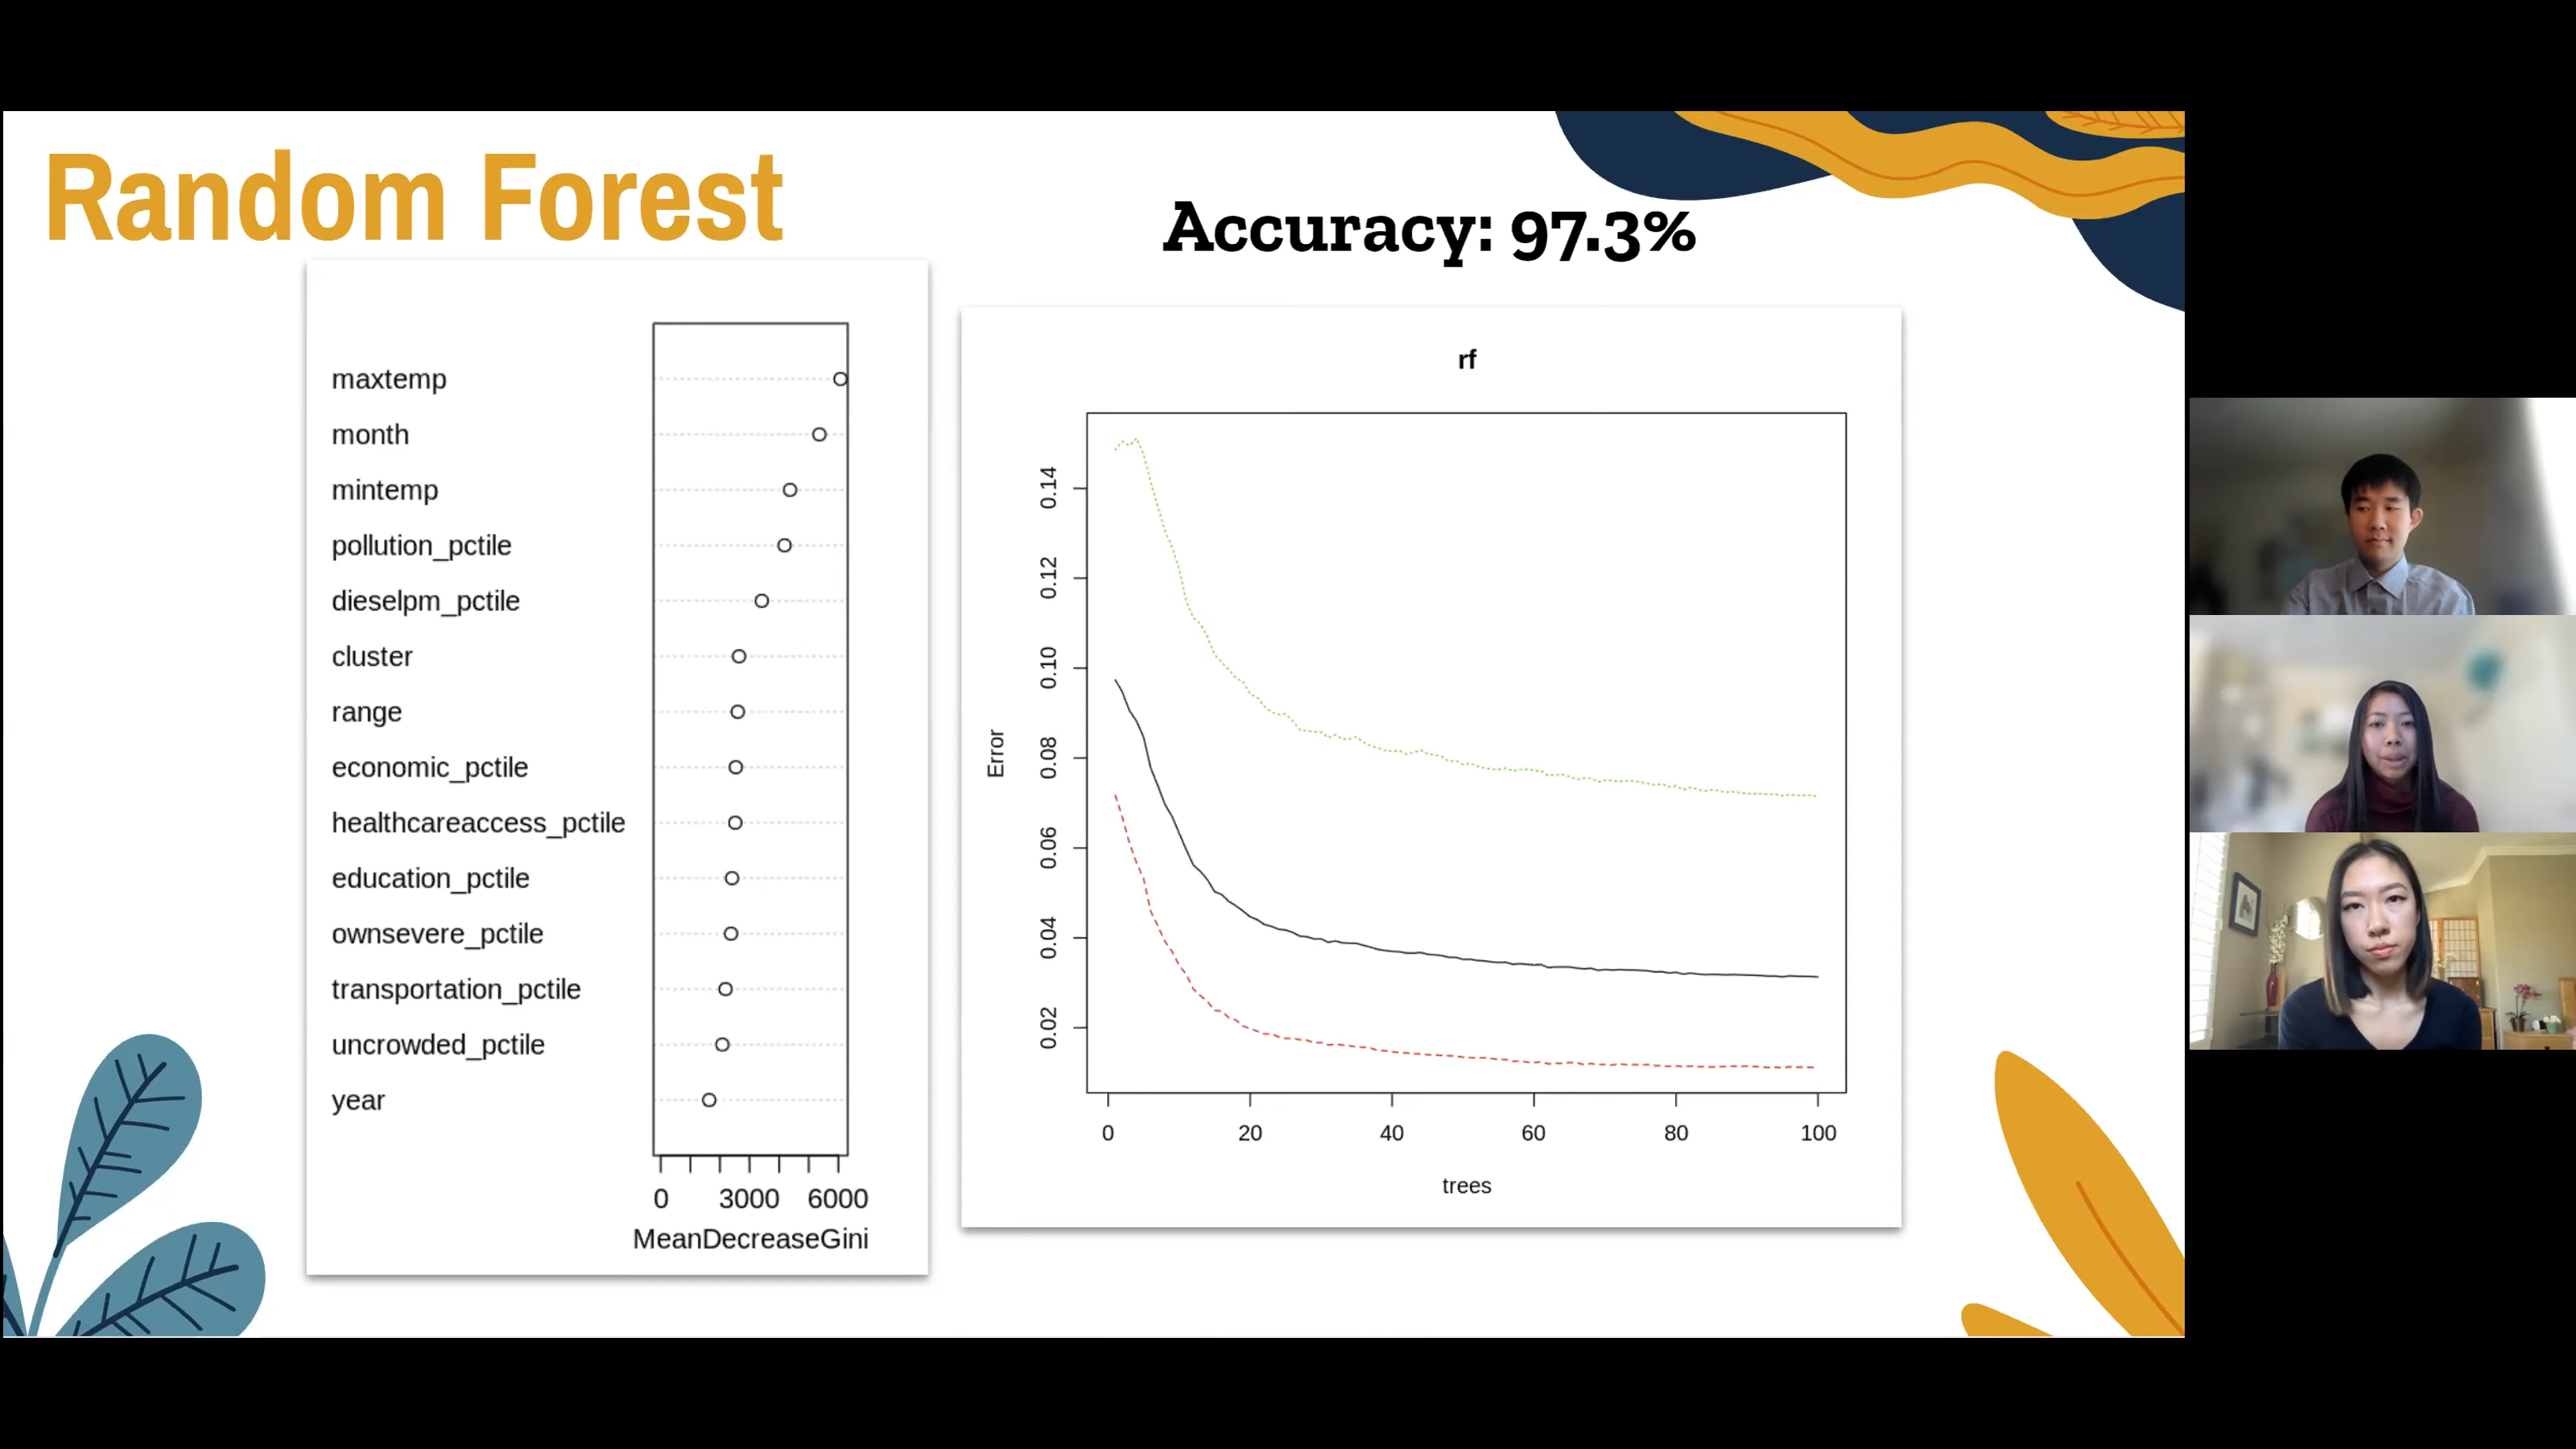 Random Forest
Accuracy: 97.3%
maxtemp
month
mintemp
pollution_pctile
dieselpm_pctile
cluster
range
economic_pctile
healthcareaccess_pctile
education_pctile
ownsevere_pctile
transportation_pctile
uncrowded_pctile
year
0 3000 6000
MeanDecreaseGini
rf
Error
0.14
0.12
0.10
0.08
0.06
0.04
0.02
0 20 40 60 80 100
trees